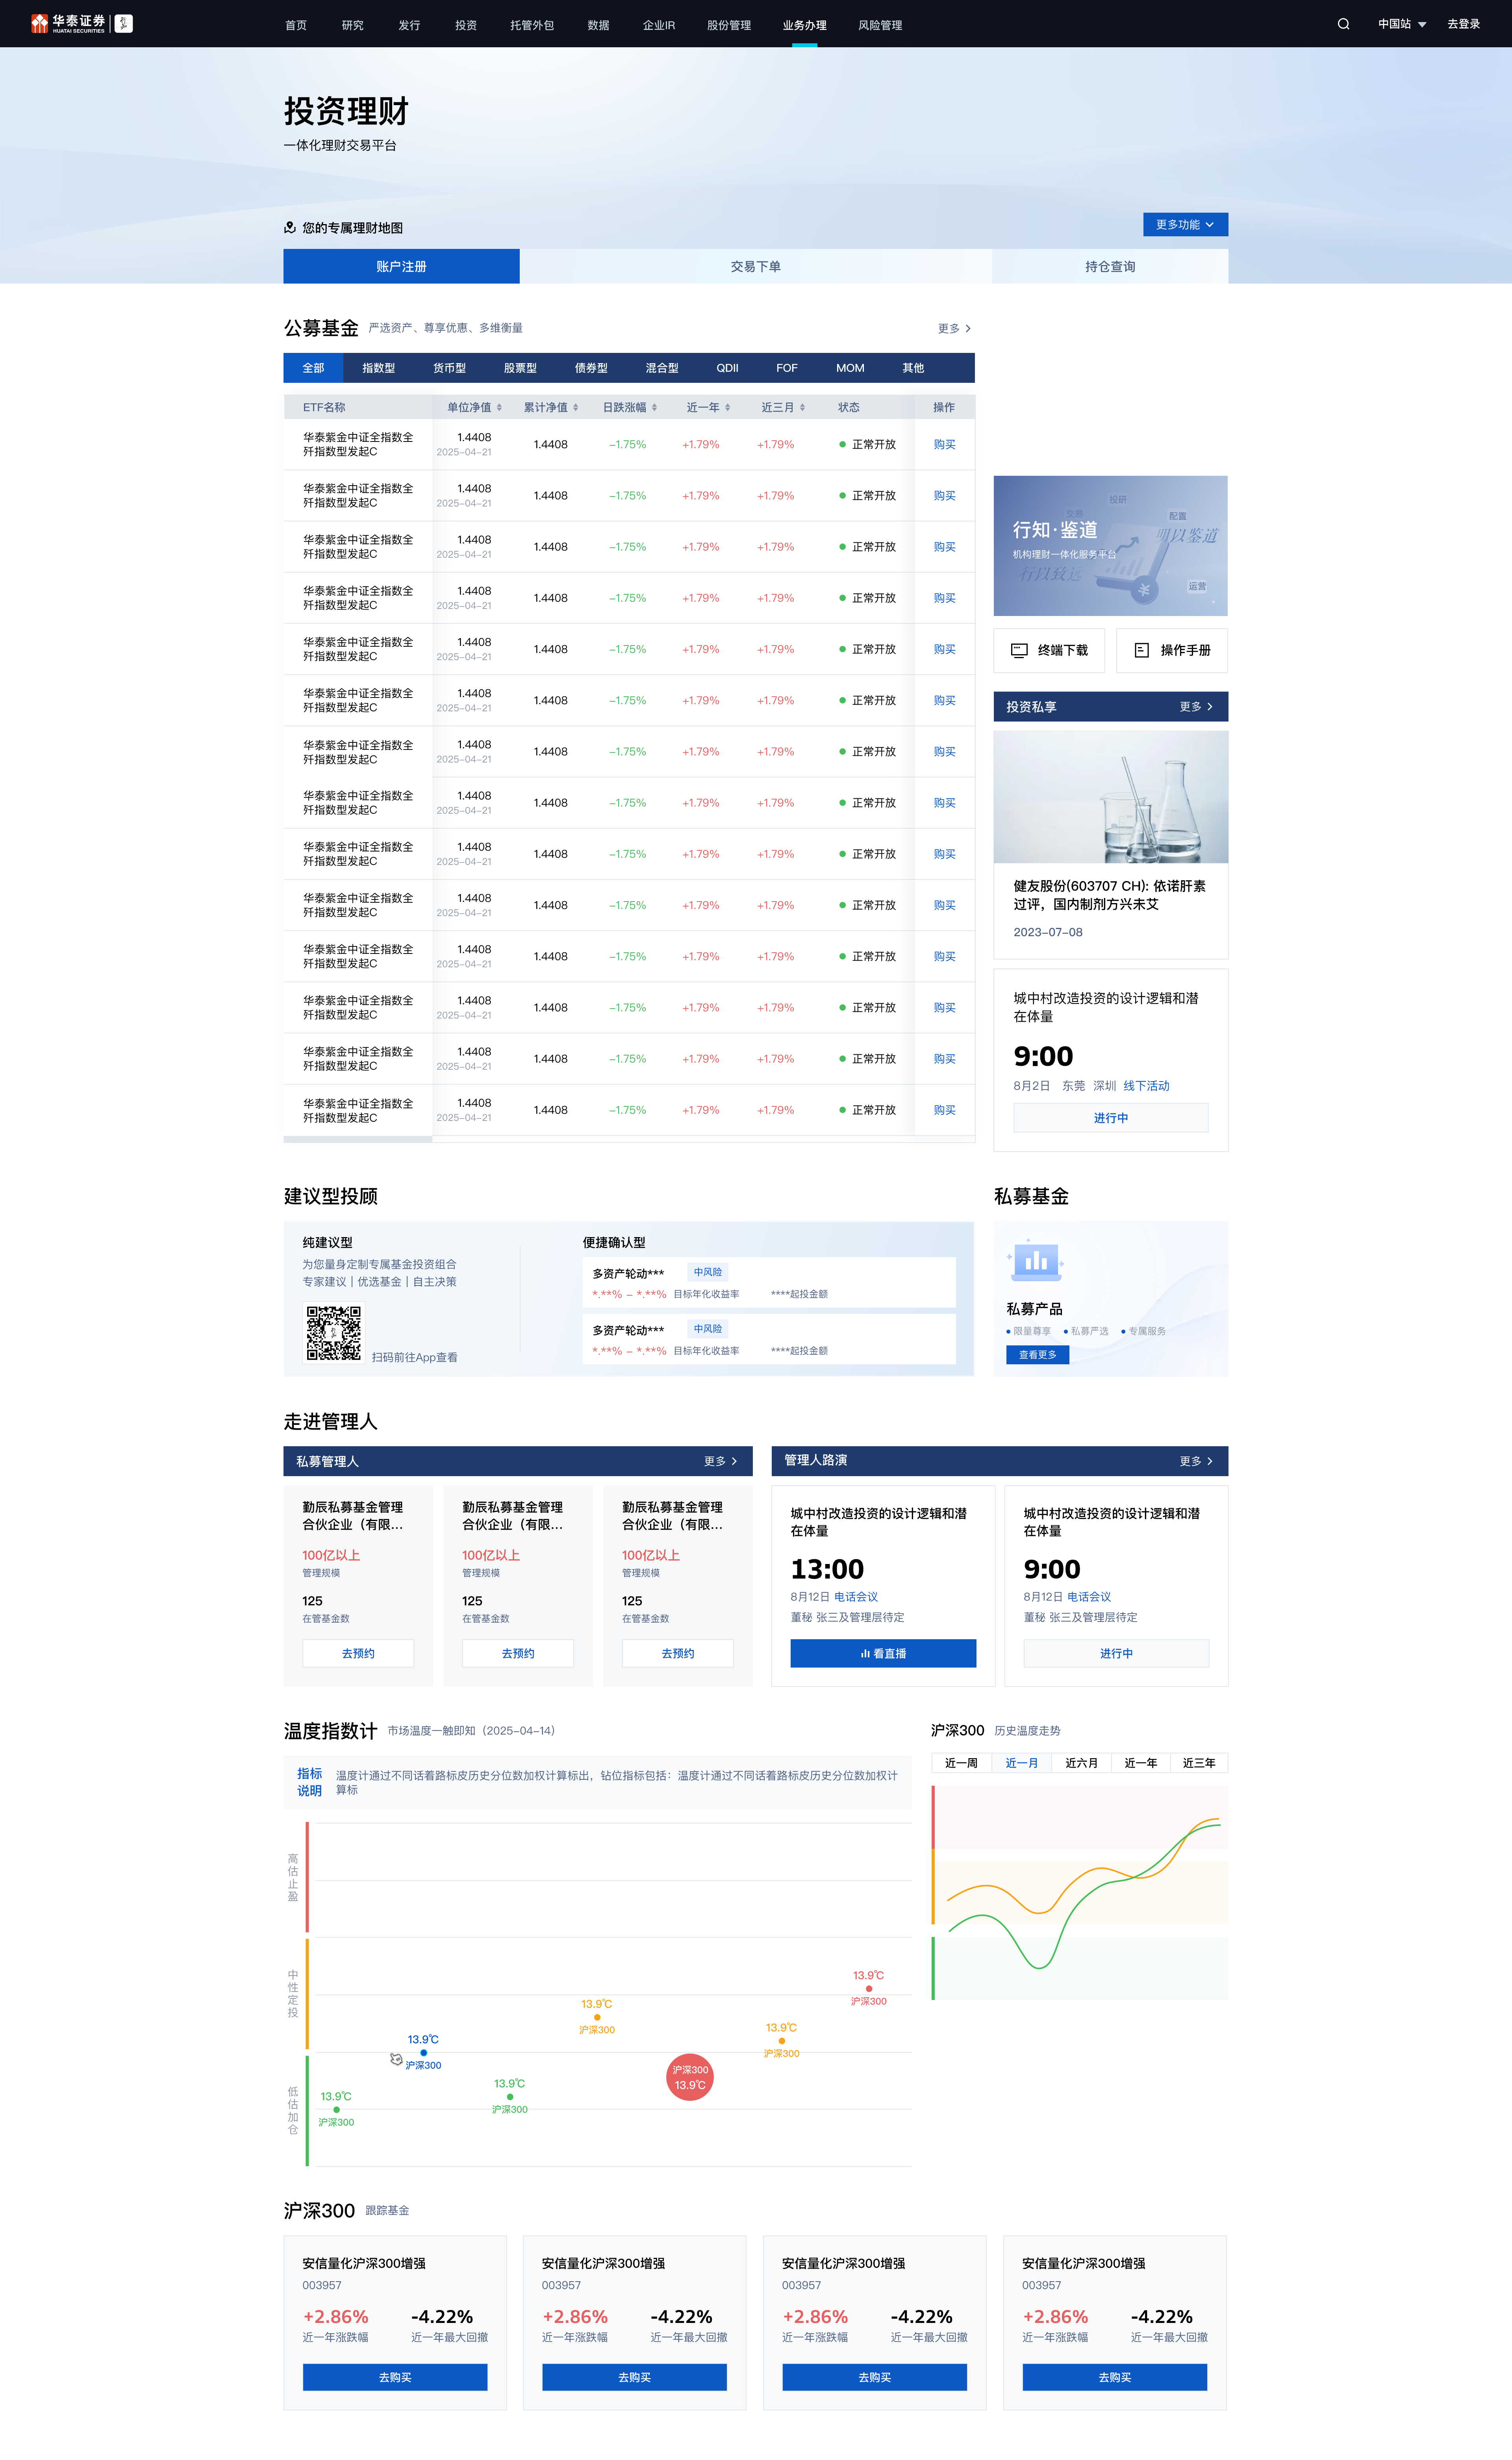 华泰证券
HUATAI SECURITIES
首页 研究 发行 投资 托管外包 数据 企业IR 股份管理 业务办理 风险管理
中国站 去登录
投资理财
一体化理财交易平台
您的专属理财地图
更多功能
账户注册 交易下单 持仓查询
公募基金 严选资产、尊享优惠、多维衡量 更多
全部 指数型 货币型 股票型 债券型 混合型 QDII FOF MOM 其他
ETF名称 单位净值 累计净值 日跌涨幅 近一年 近三月 状态 操作
华泰紫金中证全指数全
歼指数型发起C
1.4408
2025-04-21
1.4408 -1.75% +1.79% +1.79% 正常开放 购买
华泰紫金中证全指数全
歼指数型发起C
1.4408
2025-04-21
1.4408 -1.75% +1.79% +1.79% 正常开放 购买
华泰紫金中证全指数全
歼指数型发起C
1.4408
2025-04-21
1.4408 -1.75% +1.79% +1.79% 正常开放 购买
华泰紫金中证全指数全
歼指数型发起C
1.4408
2025-04-21
1.4408 -1.75% +1.79% +1.79% 正常开放 购买
华泰紫金中证全指数全
歼指数型发起C
1.4408
2025-04-21
1.4408 -1.75% +1.79% +1.79% 正常开放 购买
华泰紫金中证全指数全
歼指数型发起C
1.4408
2025-04-21
1.4408 -1.75% +1.79% +1.79% 正常开放 购买
华泰紫金中证全指数全
歼指数型发起C
1.4408
2025-04-21
1.4408 -1.75% +1.79% +1.79% 正常开放 购买
华泰紫金中证全指数全
歼指数型发起C
1.4408
2025-04-21
1.4408 -1.75% +1.79% +1.79% 正常开放 购买
华泰紫金中证全指数全
歼指数型发起C
1.4408
2025-04-21
1.4408 -1.75% +1.79% +1.79% 正常开放 购买
华泰紫金中证全指数全
歼指数型发起C
1.4408
2025-04-21
1.4408 -1.75% +1.79% +1.79% 正常开放 购买
华泰紫金中证全指数全
歼指数型发起C
1.4408
2025-04-21
1.4408 -1.75% +1.79% +1.79% 正常开放 购买
华泰紫金中证全指数全
歼指数型发起C
1.4408
2025-04-21
1.4408 -1.75% +1.79% +1.79% 正常开放 购买
华泰紫金中证全指数全
歼指数型发起C
1.4408
2025-04-21
1.4408 -1.75% +1.79% +1.79% 正常开放 购买
华泰紫金中证全指数全
歼指数型发起C
1.4408
2025-04-21
1.4408 -1.75% +1.79% +1.79% 正常开放 购买
投研
交易
配置
行知·鉴道
明以鉴道
机构理财一体化服务平台
行以致远
运营
终端下载 操作手册
投资私享 更多
健友股份(603707 CH): 依诺肝素
过评，国内制剂方兴未艾
2023-07-08
城中村改造投资的设计逻辑和潜
在体量
9:00
8月2日 东莞 深圳 线下活动
进行中
建议型投顾
纯建议型
为您量身定制专属基金投资组合
专家建议 | 优选基金 | 自主决策
扫码前往App查看
便捷确认型
多资产轮动*** 中风险
*.**% - *.**% 目标年化收益率 ****起投金额
多资产轮动*** 中风险
*.**% - *.**% 目标年化收益率 ****起投金额
私募基金
私募产品
限量尊享 私募严选 专属服务
查看更多
走进管理人
私募管理人 更多
勤辰私募基金管理
合伙企业（有限...
100亿以上
管理规模
125
在管基金数
去预约
勤辰私募基金管理
合伙企业（有限...
100亿以上
管理规模
125
在管基金数
去预约
勤辰私募基金管理
合伙企业（有限...
100亿以上
管理规模
125
在管基金数
去预约
管理人路演 更多
城中村改造投资的设计逻辑和潜
在体量
13:00
8月12日 电话会议
董秘 张三及管理层待定
看直播
城中村改造投资的设计逻辑和潜
在体量
9:00
8月12日 电话会议
董秘 张三及管理层待定
进行中
温度指数计 市场温度一触即知（2025-04-14）
指标
说明
温度计通过不同话着路标皮历史分位数加权计算标出，钻位指标包括：温度计通过不同话着路标皮历史分位数加权计
算标
高估止盈
中性定投
低估加仓
13.9℃
沪深300
13.9℃
沪深300
13.9℃
沪深300
13.9℃
沪深300
沪深300
13.9℃
13.9℃
沪深300
13.9℃
沪深300
沪深300 历史温度走势
近一周 近一月 近六月 近一年 近三年
沪深300 跟踪基金
安信量化沪深300增强
003957
+2.86% -4.22%
近一年涨跌幅 近一年最大回撤
去购买
安信量化沪深300增强
003957
+2.86% -4.22%
近一年涨跌幅 近一年最大回撤
去购买
安信量化沪深300增强
003957
+2.86% -4.22%
近一年涨跌幅 近一年最大回撤
去购买
安信量化沪深300增强
003957
+2.86% -4.22%
近一年涨跌幅 近一年最大回撤
去购买